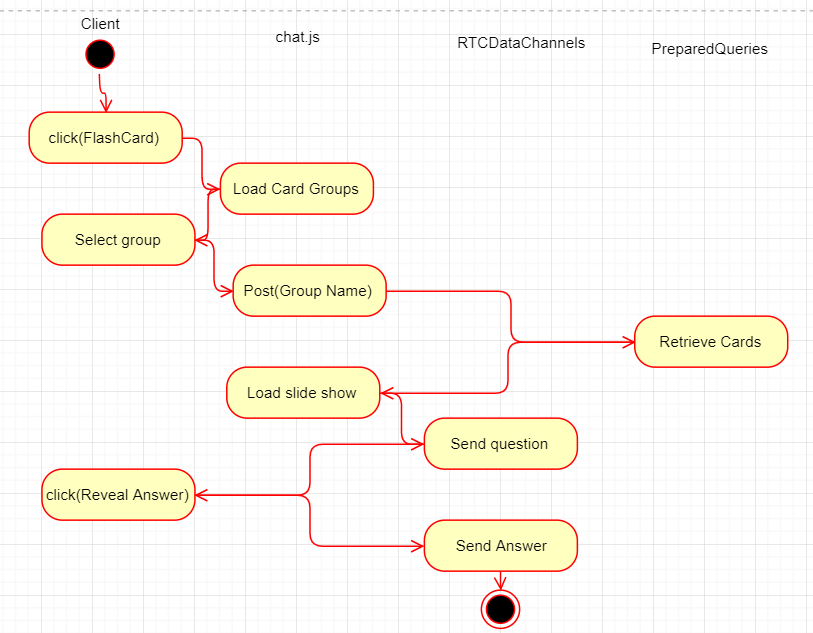 Client
chat.js
RTCDataChannels
PreparedQueries
click(FlashCard)
Load Card Groups
Select group
Post(Group Name)
Retrieve Cards
Load slide show
Send question
click(Reveal Answer)
Send Answer